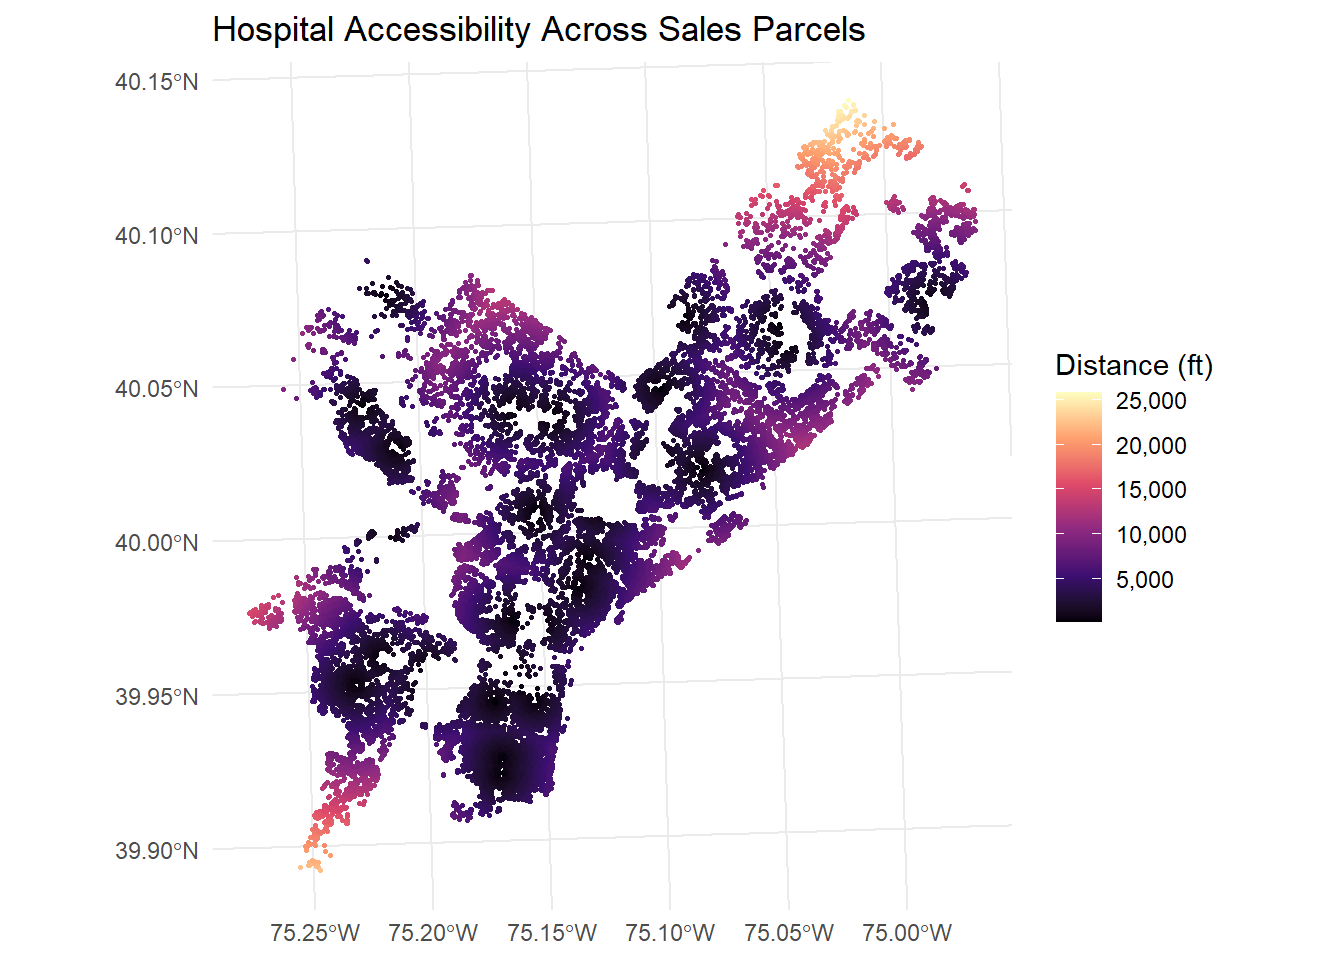 Hospital Accessibility Across Sales Parcels
40.15°N
40.10°N
40.05°N
40.00°N
39.95°N
39.90°N
75.25°W 75.20°W 75.15°W 75.10°W 75.05°W 75.00°W
Distance (ft)
25,000
20,000
15,000
10,000
5,000